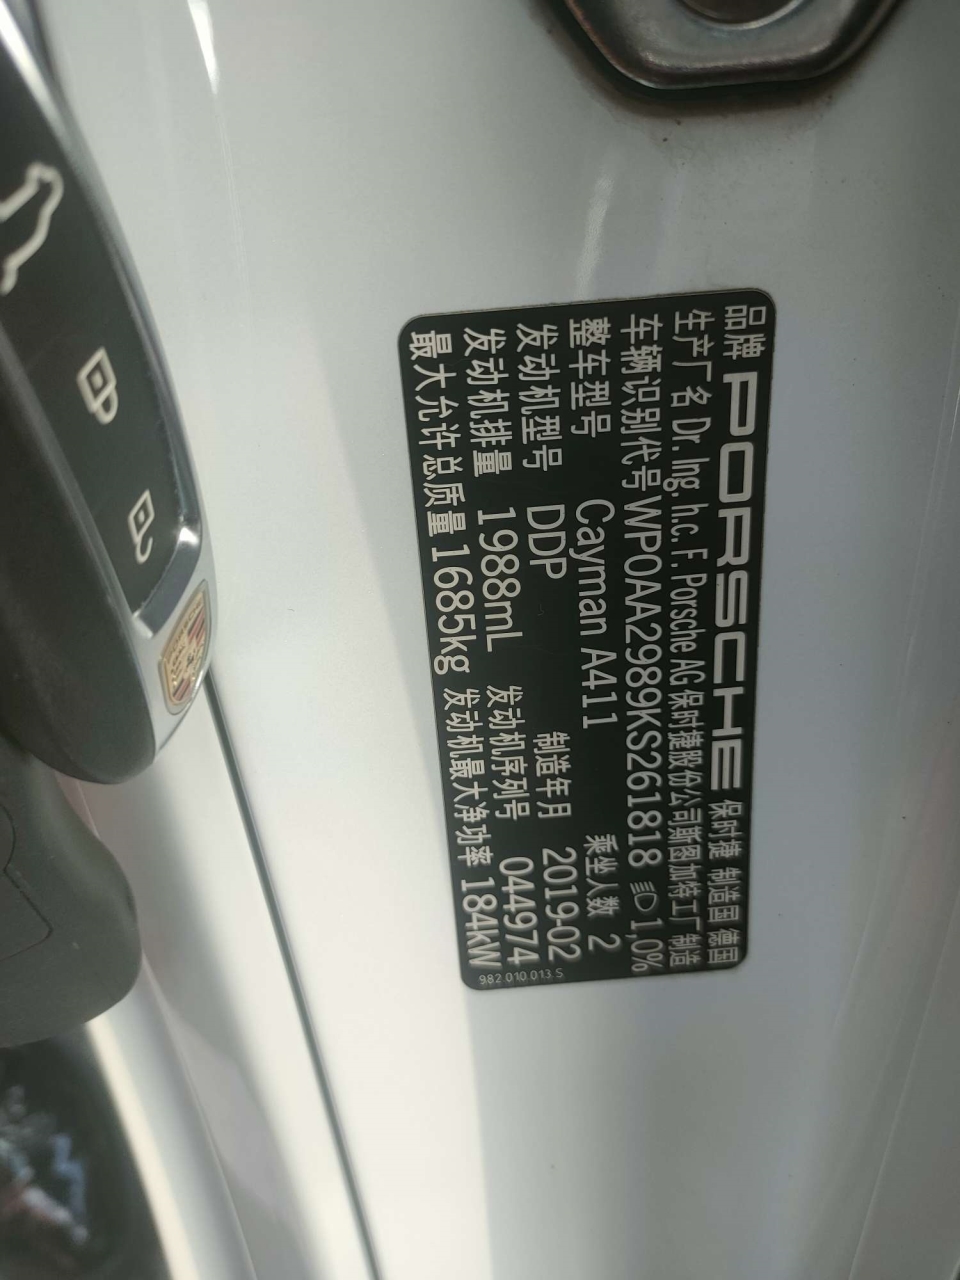 品牌 PORSCHE 保时捷 制造国 德国
生产厂名 Dr. Ing. h.c. F. Porsche AG 保时捷股份公司斯图加特工厂制造
车辆识别代号 WP0AA2989KS261818 1,0%
整车型号 Cayman A411 乘坐人数 2
发动机型号 DDP 制造年月 2019-02
发动机排量 1988mL 发动机序列号 044974
最大允许总质量 1685kg 发动机最大净功率 184kW
982 010 013 S